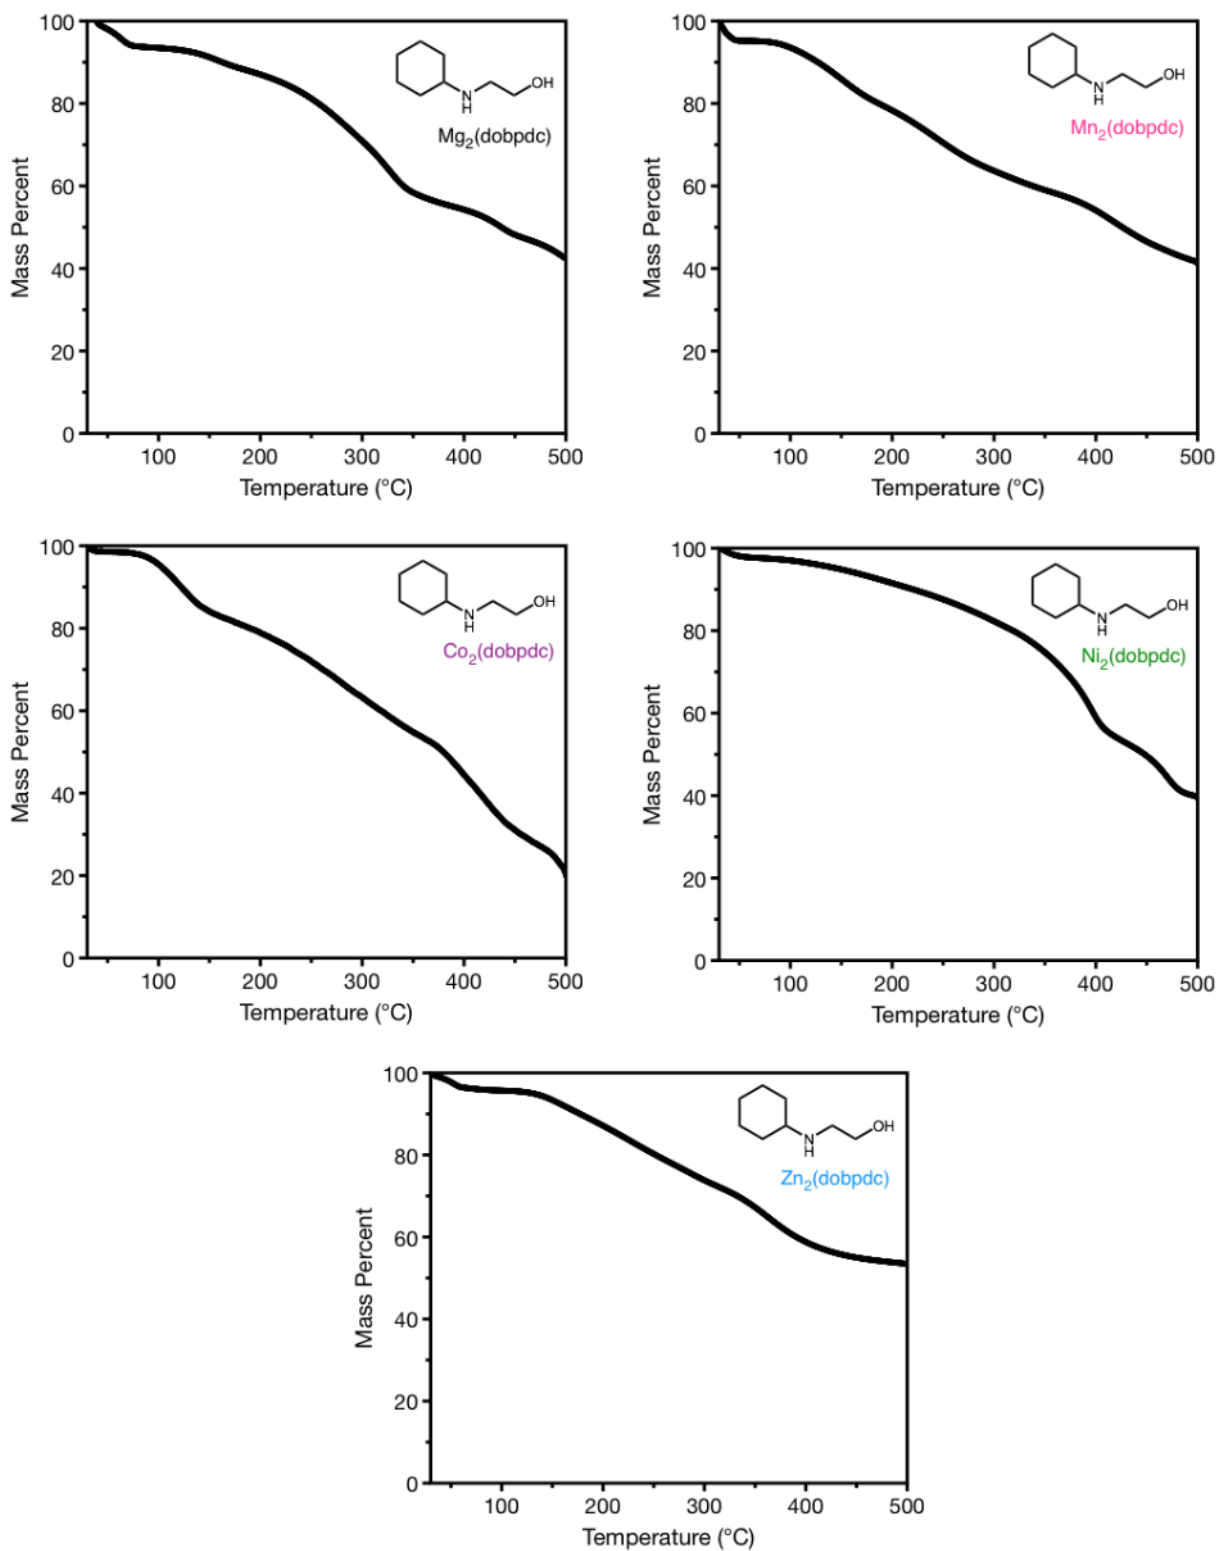 100
80
60
40
20
0
Mass Percent
100 200 300 400 500
Temperature (°C)
N
H
OH
Mg2(dobpdc)
100
80
60
40
20
0
Mass Percent
100 200 300 400 500
Temperature (°C)
N
H
OH
Mn2(dobpdc)
100
80
60
40
20
0
Mass Percent
100 200 300 400 500
Temperature (°C)
N
H
OH
Co2(dobpdc)
100
80
60
40
20
0
Mass Percent
100 200 300 400 500
Temperature (°C)
N
H
OH
Ni2(dobpdc)
100
80
60
40
20
0
Mass Percent
100 200 300 400 500
Temperature (°C)
N
H
OH
Zn2(dobpdc)